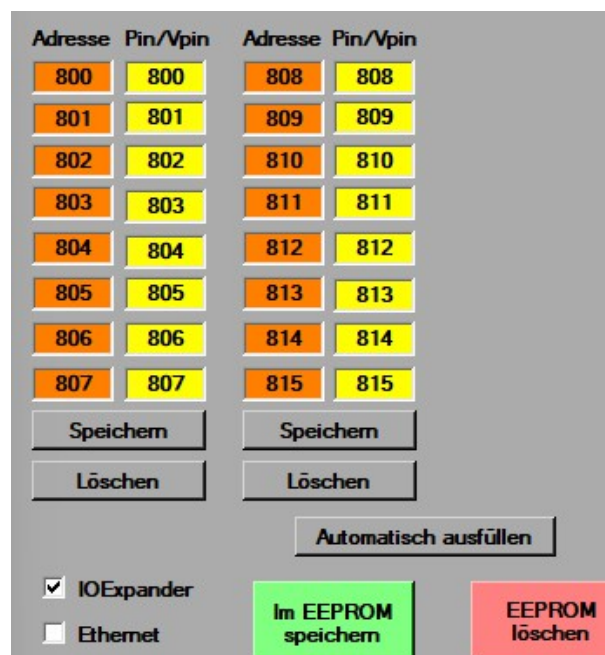 Adresse Pin/Vpin Adresse Pin/Vpin
800 800 808 808
801 801 809 809
802 802 810 810
803 803 811 811
804 804 812 812
805 805 813 813
806 806 814 814
807 807 815 815
Speichern Speichern
Löschen Löschen
Automatisch ausfüllen
IOExpander
Ethernet
Im EEPROM
speichern
EEPROM
löschen